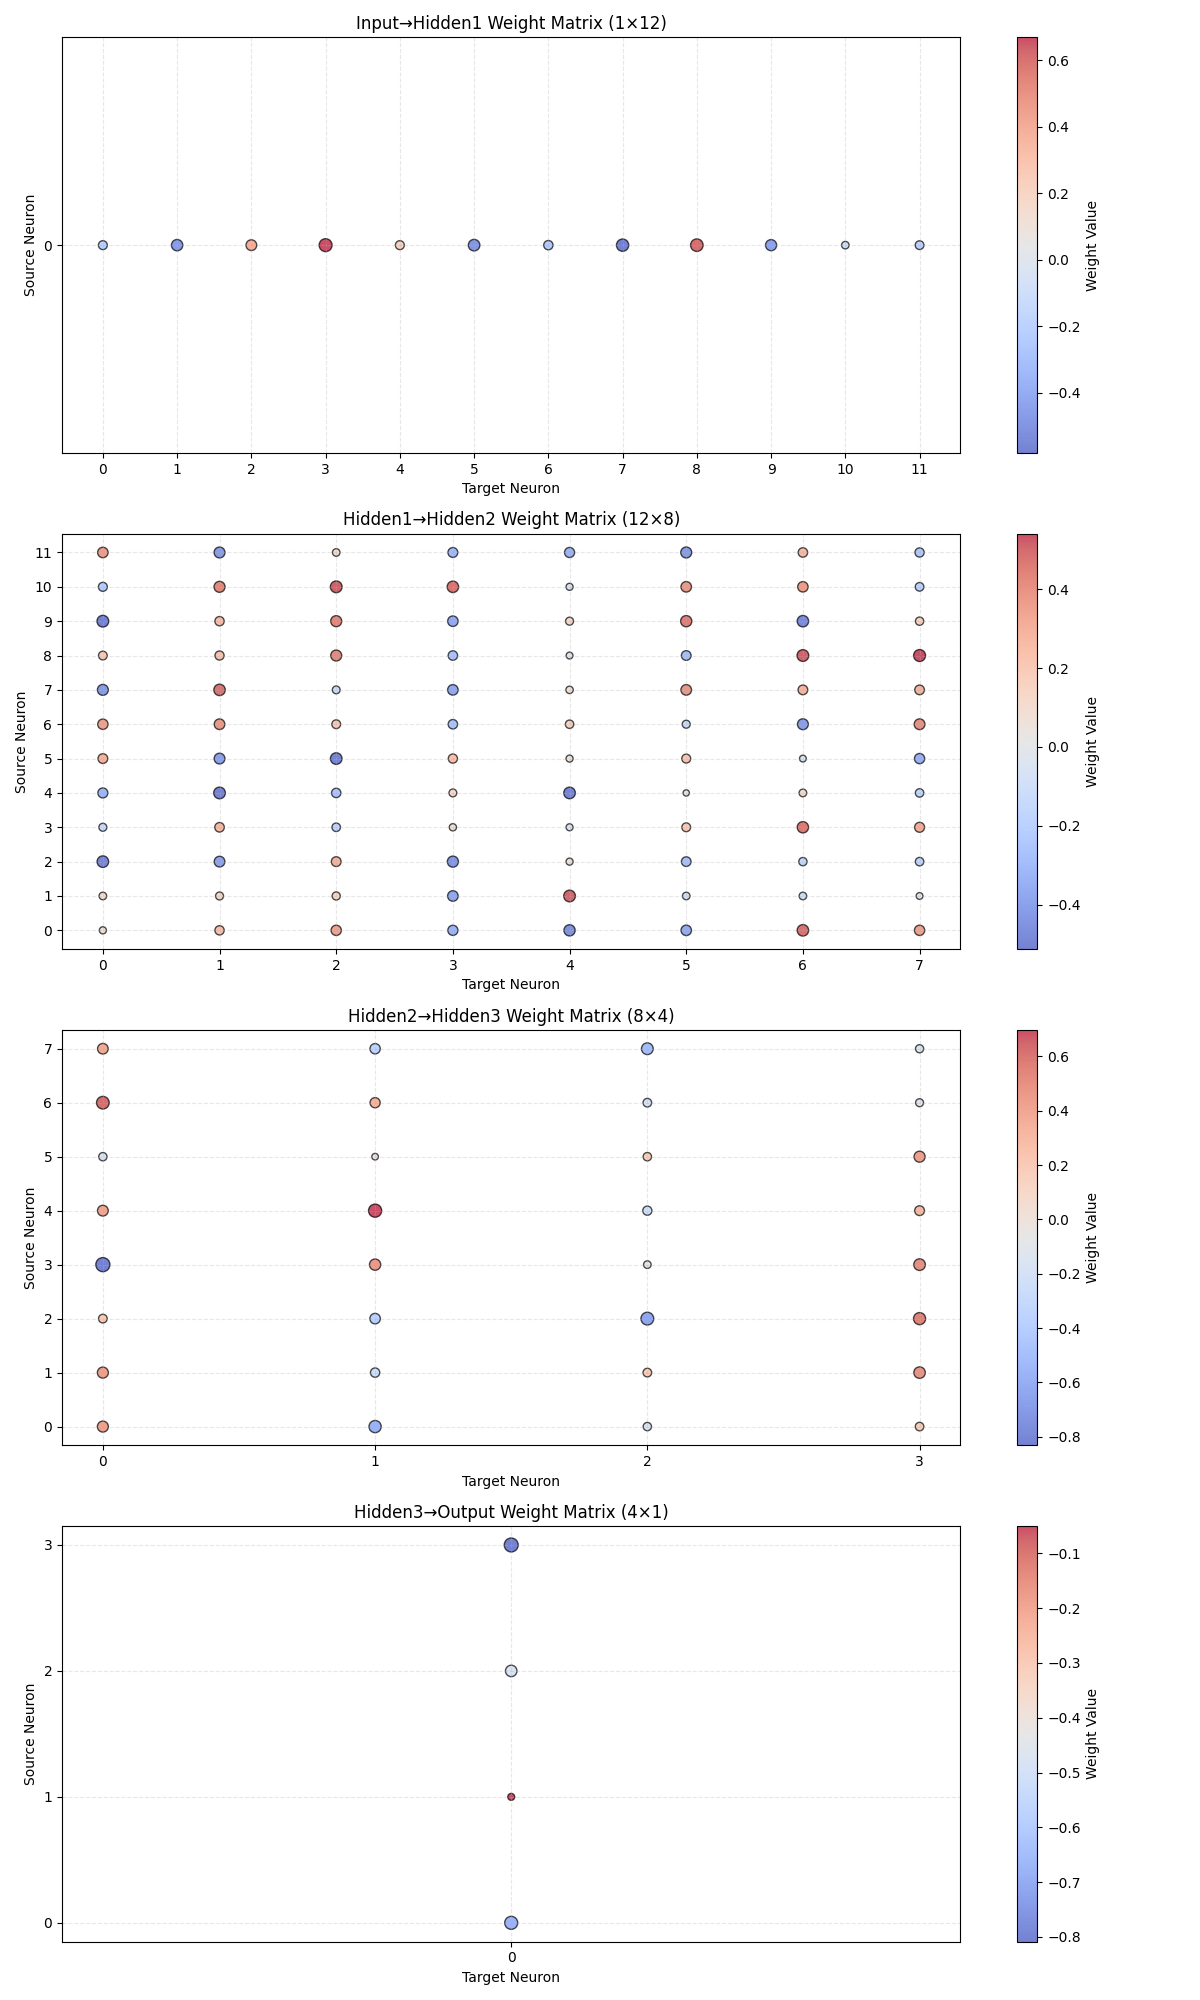 Input→Hidden1 Weight Matrix (1×12)
Source Neuron
0
0 1 2 3 4 5 6 7 8 9 10 11
Target Neuron
0.6
0.4
0.2
0.0
−0.2
−0.4
Weight Value
Hidden1→Hidden2 Weight Matrix (12×8)
Source Neuron
11
10
9
8
7
6
5
4
3
2
1
0
0 1 2 3 4 5 6 7
Target Neuron
0.4
0.2
0.0
−0.2
−0.4
Weight Value
Hidden2→Hidden3 Weight Matrix (8×4)
Source Neuron
7
6
5
4
3
2
1
0
0 1 2 3
Target Neuron
0.6
0.4
0.2
0.0
−0.2
−0.4
−0.6
−0.8
Weight Value
Hidden3→Output Weight Matrix (4×1)
Source Neuron
3
2
1
0
0
Target Neuron
−0.1
−0.2
−0.3
−0.4
−0.5
−0.6
−0.7
−0.8
Weight Value